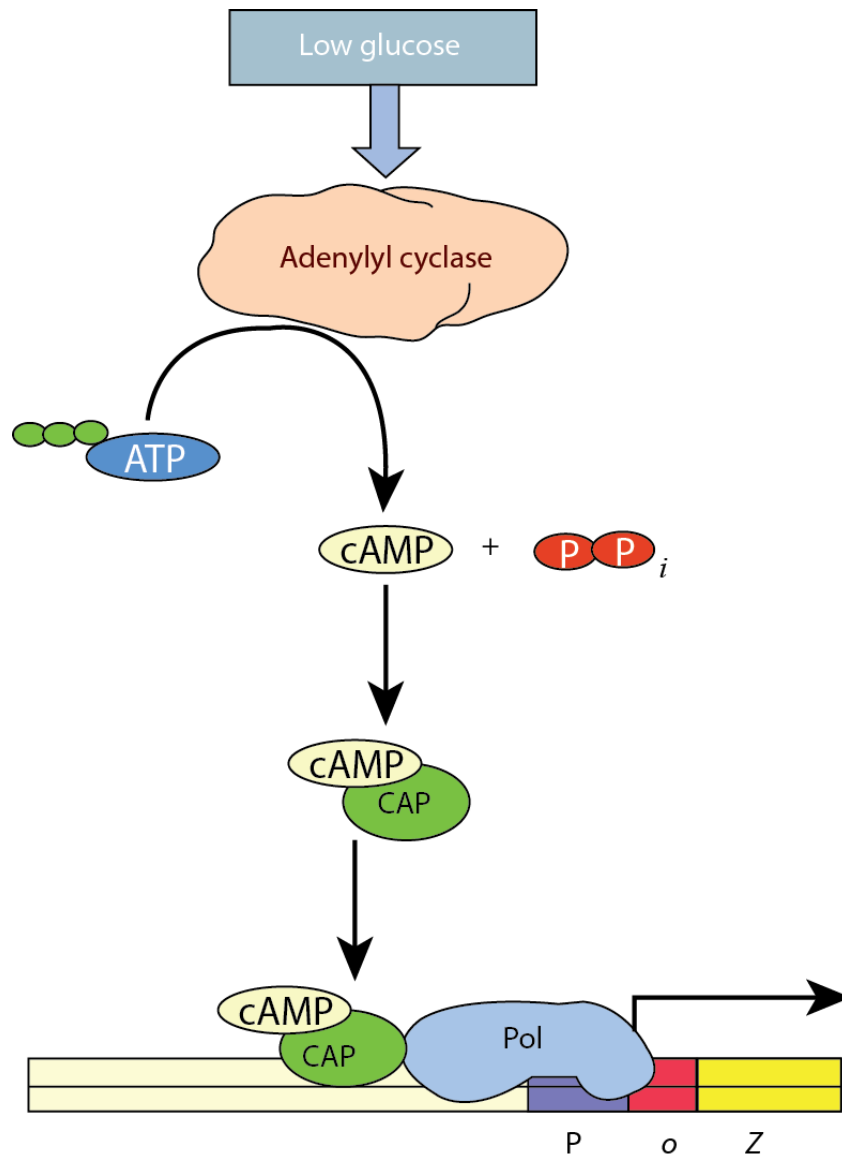 Low glucose
Adenylyl cyclase
ATP
cAMP + P P i
cAMP
CAP
cAMP
CAP
Pol
P o Z